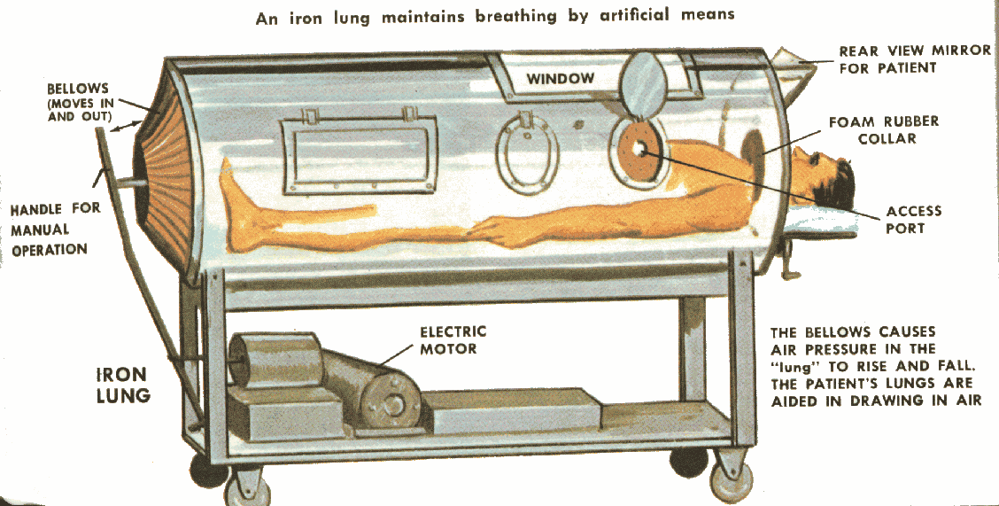 An iron lung maintains breathing by artificial means
REAR VIEW MIRROR
FOR PATIENT
WINDOW
BELLOWS
(MOVES IN
AND OUT)
FOAM RUBBER
COLLAR
HANDLE FOR
MANUAL
OPERATION
ACCESS
PORT
ELECTRIC
MOTOR
IRON
LUNG
THE BELLOWS CAUSES
AIR PRESSURE IN THE
"lung" TO RISE AND FALL.
THE PATIENT'S LUNGS ARE
AIDED IN DRAWING IN AIR